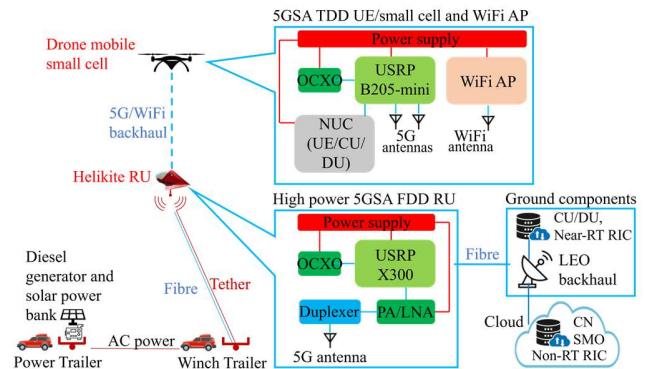 5GSA TDD UE/small cell and WiFi AP
Drone mobile
small cell
Power supply
OCXO
USRP
B205-mini
WiFi AP
NUC
(UE/CU/
DU)
5G
antennas
WiFi
antenna
5G/WiFi
backhaul
Helikite RU
High power 5GSA FDD RU
Power supply
OCXO
USRP
X300
Duplexer
PA/LNA
5G antenna
Fibre
Ground components
CU/DU,
Near-RT RIC
LEO
backhaul
Cloud
CN
SMO
Non-RT RIC
Diesel
generator and
solar power
bank
Fibre
Tether
AC power
Power Trailer
Winch Trailer